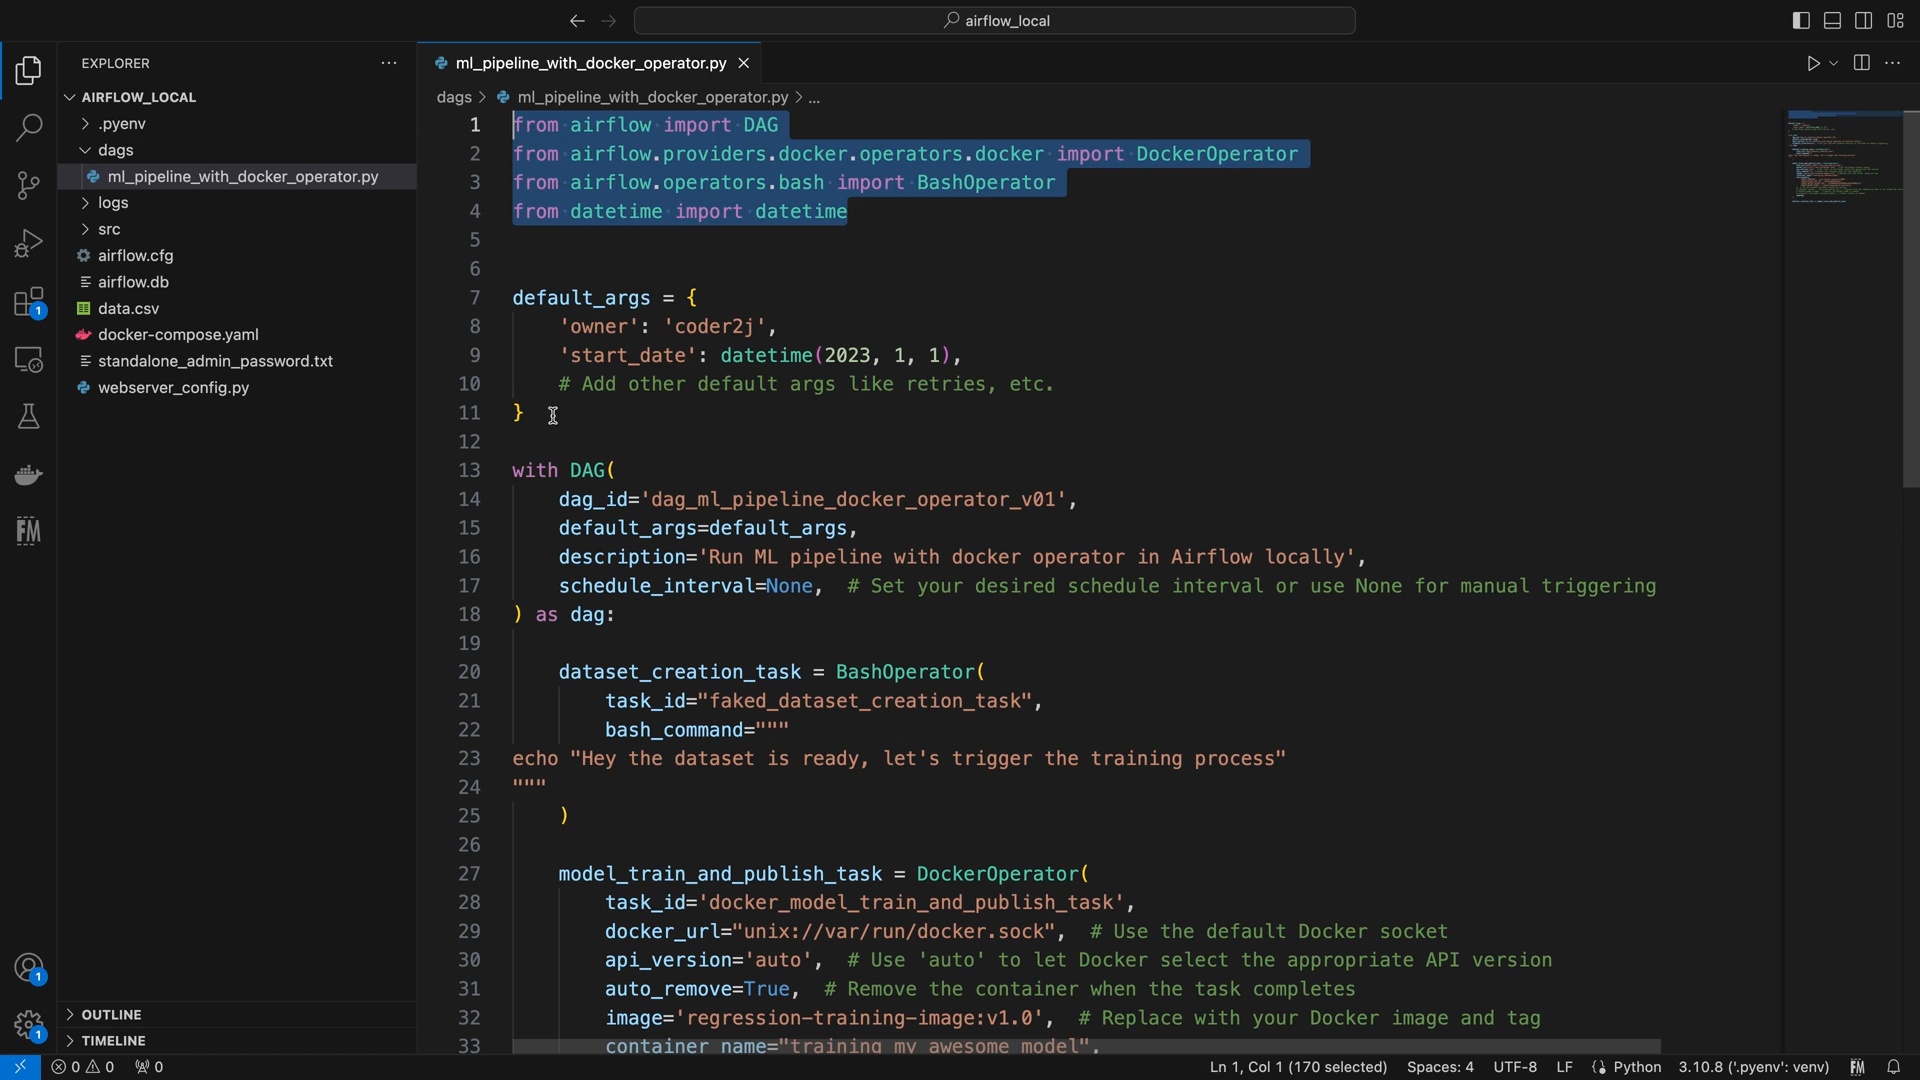 airflow_local
EXPLORER
AIRFLOW_LOCAL
.pyenv
dags
ml_pipeline_with_docker_operator.py
logs
src
airflow.cfg
airflow.db
data.csv
docker-compose.yaml
standalone_admin_password.txt
webserver_config.py
OUTLINE
TIMELINE
ml_pipeline_with_docker_operator.py
dags > ml_pipeline_with_docker_operator.py > ...
1 from airflow import DAG
2 from airflow.providers.docker.operators.docker import DockerOperator
3 from airflow.operators.bash import BashOperator
4 from datetime import datetime
5
6
7 default_args = {
8 'owner': 'coder2j',
9 'start_date': datetime(2023, 1, 1),
10 # Add other default args like retries, etc.
11 }
12
13 with DAG(
14 dag_id='dag_ml_pipeline_docker_operator_v01',
15 default_args=default_args,
16 description='Run ML pipeline with docker operator in Airflow locally',
17 schedule_interval=None, # Set your desired schedule interval or use None for manual triggering
18 ) as dag:
19
20 dataset_creation_task = BashOperator(
21 task_id="faked_dataset_creation_task",
22 bash_command="""
23 echo "Hey the dataset is ready, let's trigger the training process"
24 """
25 )
26
27 model_train_and_publish_task = DockerOperator(
28 task_id='docker_model_train_and_publish_task',
29 docker_url="unix://var/run/docker.sock", # Use the default Docker socket
30 api_version='auto', # Use 'auto' to let Docker select the appropriate API version
31 auto_remove=True, # Remove the container when the task completes
32 image='regression-training-image:v1.0', # Replace with your Docker image and tag
33 container_name="training_my_awesome_model",
1
FM
1
1
0 0 0
Ln 1, Col 1 (170 selected) Spaces: 4 UTF-8 LF Python 3.10.8 ('.pyenv': venv) FM